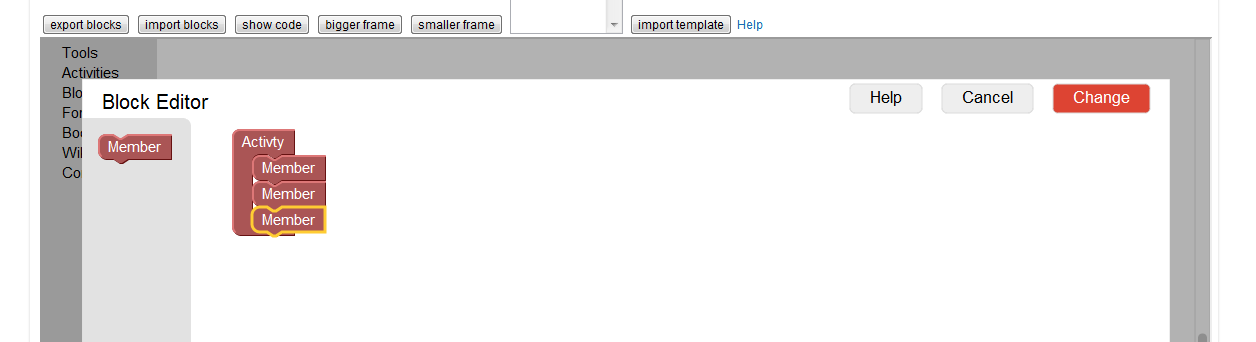 export blocks import blocks show code bigger frame smaller frame import template Help
Tools
Activities
Blo
For
Boo
Wil
Co
Block Editor
Help Cancel Change
Member
Activty
Member
Member
Member